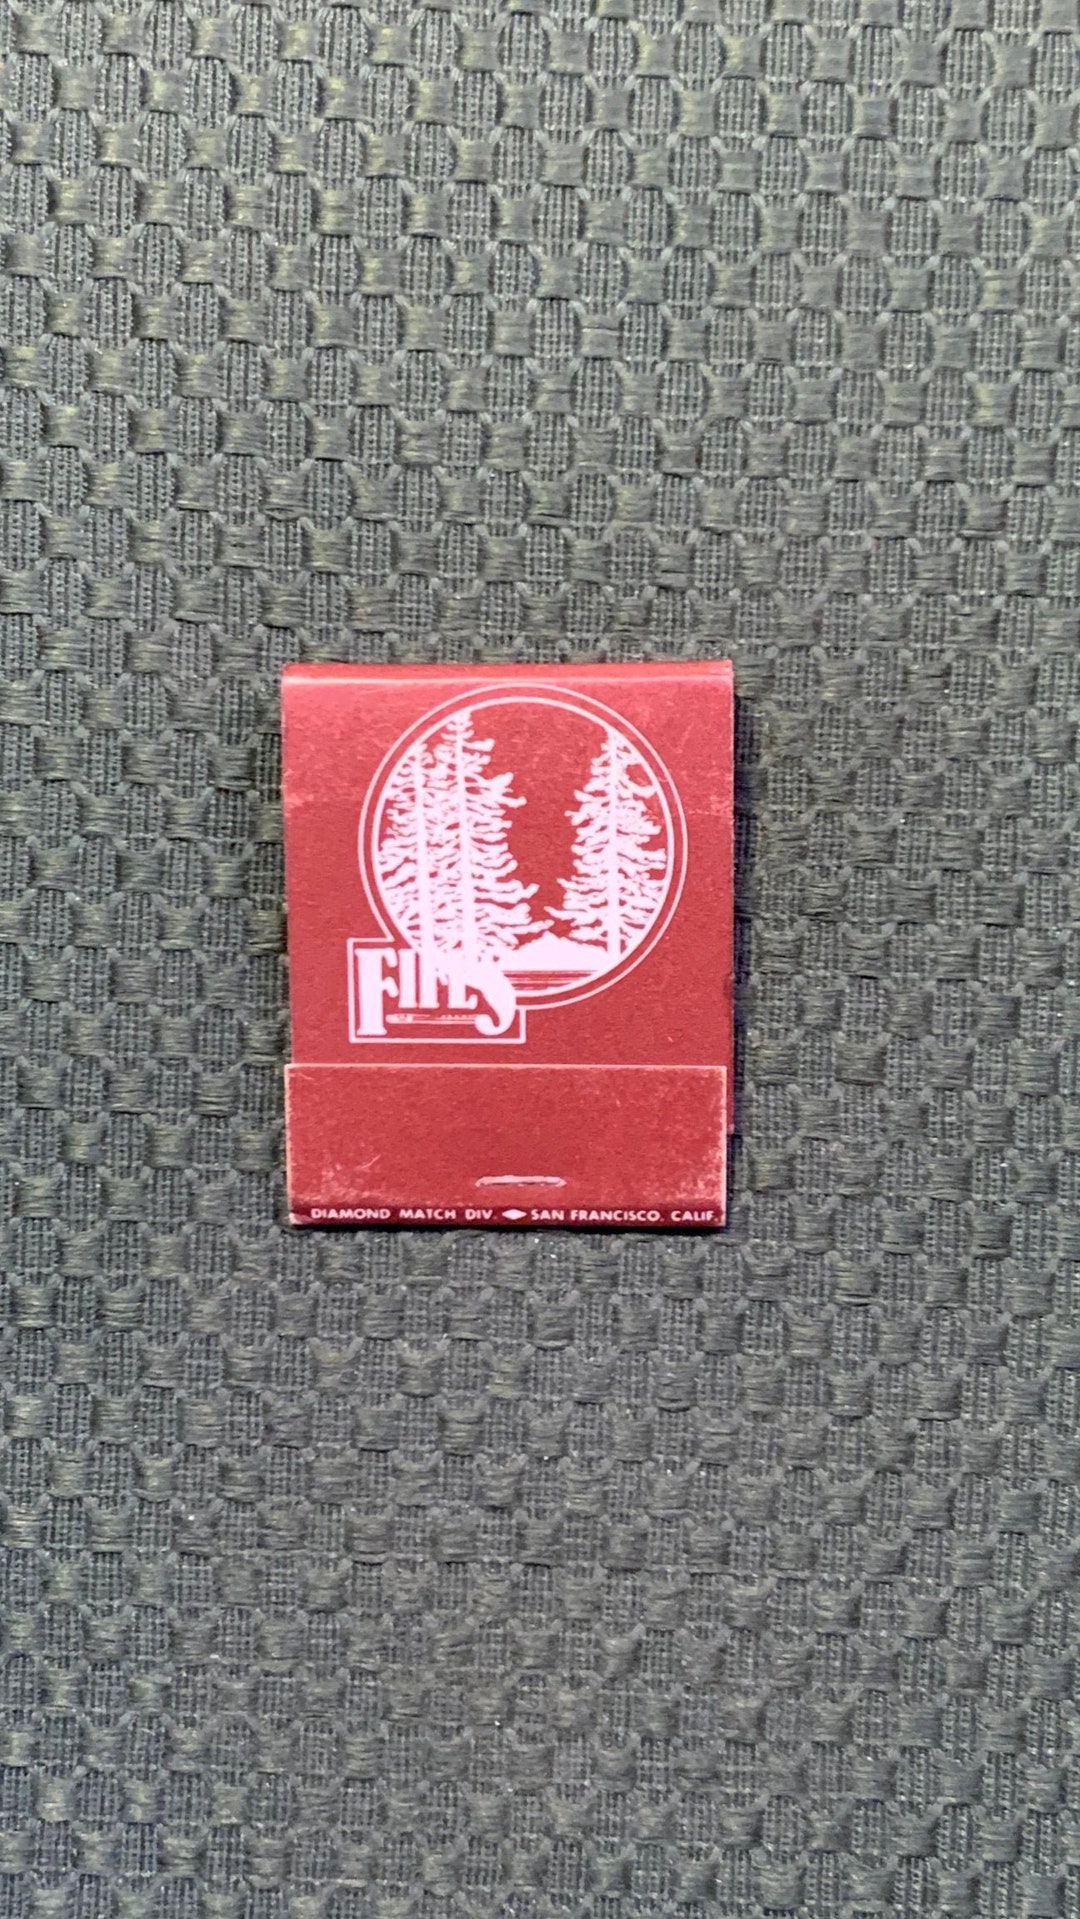 FIFES
DIAMOND MATCH DIV. SAN FRANCISCO, CALIF.